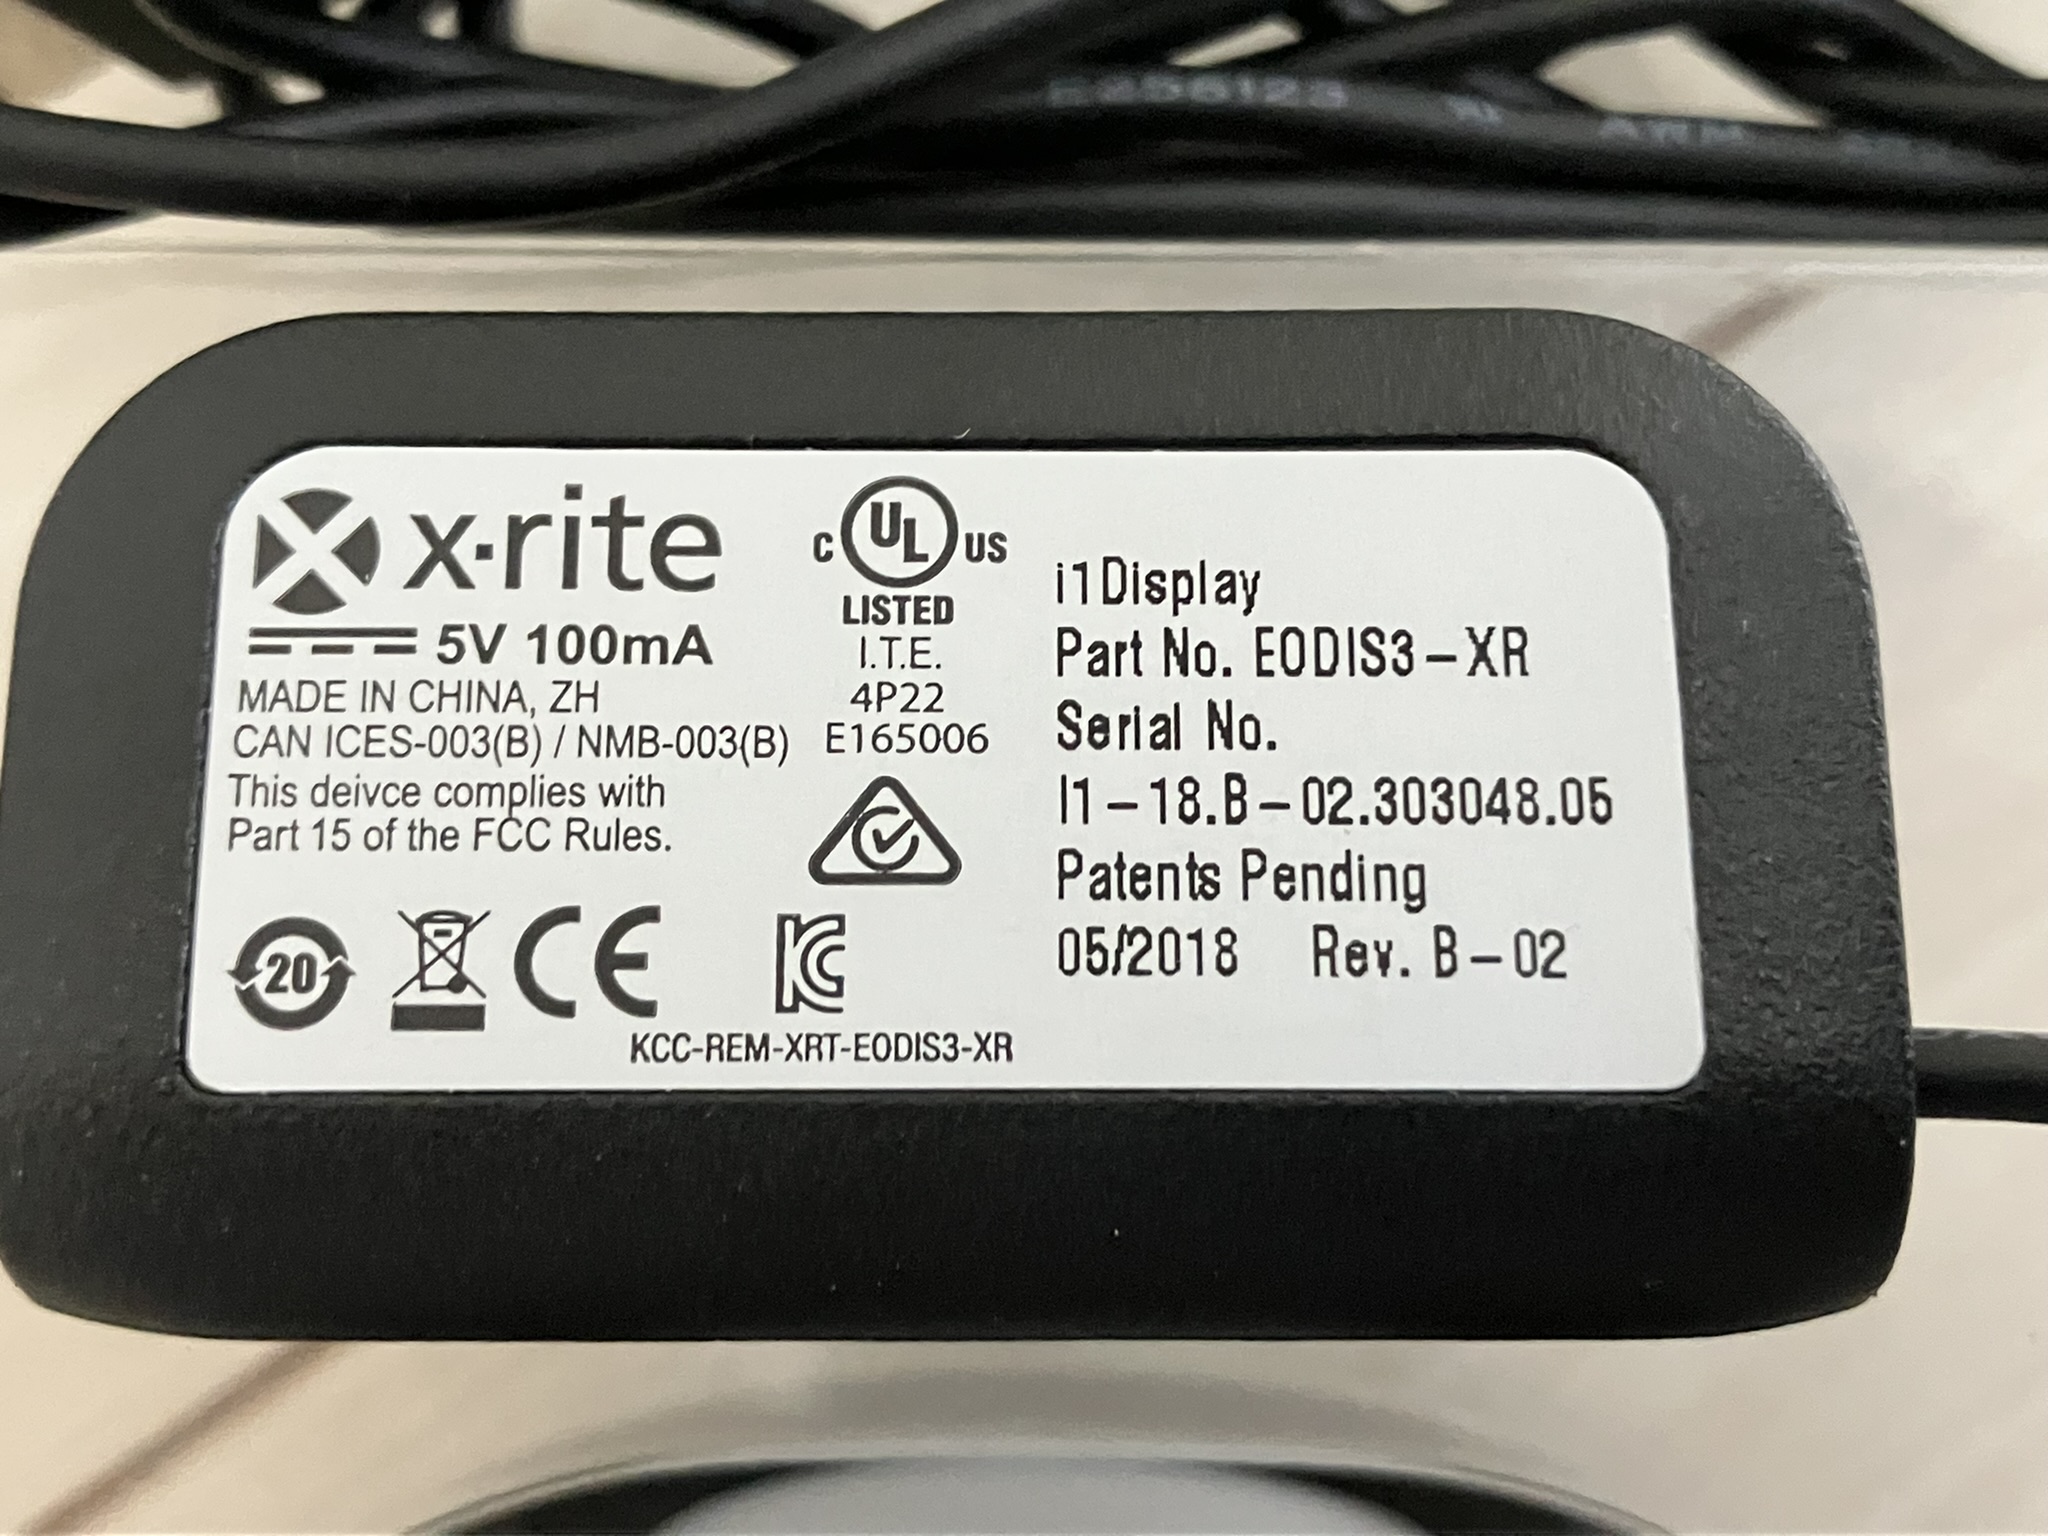 E256123
x·rite
5V 100mA
MADE IN CHINA, ZH
CAN ICES-003(B) / NMB-003(B)
This deivce complies with
Part 15 of the FCC Rules.
20
CE
C UL US
LISTED
I.T.E.
4P22
E165006
KC
KCC-REM-XRT-EODIS3-XR
i1Display
Part No. EODIS3-XR
Serial No.
I1-18.B-02.303048.05
Patents Pending
05/2018 Rev. B-02